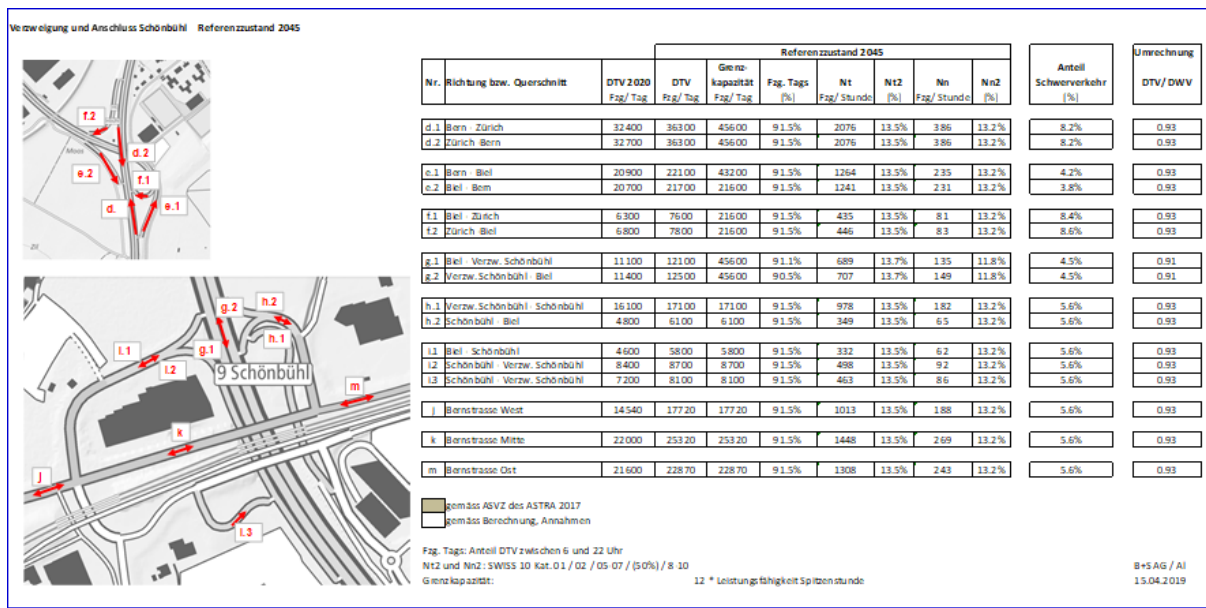 Verzweigung und Anschluss Schönbühl Referenzzustand 2045
f.2
Moos
d.2
e.2
f.1
d.
e.1
Zil
h.2
g.2
h.1
i.1
g.1
i.2
9 Schönbühl
m
k
j
i.3
Referenzzustand 2045 Umrechnung
Nr. Richtung bzw. Querschnitt DTV 2020 DTV Grenz-kapazität Fzg. Tags Nt Nt2 Nn Nn2 Anteil Schwerverkehr DTV/ DWV
Fzg/ Tag Fzg/ Tag Fzg/ Tag (%) Fzg/ Stunde (%) Fzg/ Stunde (%) (%)
d.1 Bern - Zürich 32400 36300 45600 91.5% 2076 13.5% 386 13.2% 8.2% 0.93
d.2 Zürich -Bern 32700 36300 45600 91.5% 2076 13.5% 386 13.2% 8.2% 0.93
e.1 Bern - Biel 20900 22100 43200 91.5% 1264 13.5% 235 13.2% 4.2% 0.93
e.2 Biel - Bern 20700 21700 21600 91.5% 1241 13.5% 231 13.2% 3.8% 0.93
f.1 Biel - Zürich 6300 7600 21600 91.5% 435 13.5% 81 13.2% 8.4% 0.93
f.2 Zürich -Biel 6800 7800 21600 91.5% 446 13.5% 83 13.2% 8.6% 0.93
g.1 Biel - Verzw. Schönbühl 11100 12100 45600 91.1% 689 13.7% 135 11.8% 4.5% 0.91
g.2 Verzw. Schönbühl - Biel 11400 12500 45600 90.5% 707 13.7% 149 11.8% 4.5% 0.91
h.1 Verzw. Schönbühl - Schönbühl 16100 17100 17100 91.5% 978 13.5% 182 13.2% 5.6% 0.93
h.2 Schönbühl - Biel 4800 6100 6100 91.5% 349 13.5% 65 13.2% 5.6% 0.93
i.1 Biel - Schönbühl 4600 5800 5800 91.5% 332 13.5% 62 13.2% 5.6% 0.93
i.2 Schönbühl - Verzw. Schönbühl 8400 8700 8700 91.5% 498 13.5% 92 13.2% 5.6% 0.93
i.3 Schönbühl - Verzw. Schönbühl 7200 8100 8100 91.5% 463 13.5% 86 13.2% 5.6% 0.93
j Bernstrasse West 14540 17720 17720 91.5% 1013 13.5% 188 13.2% 5.6% 0.93
k Bernstrasse Mitte 22000 25320 25320 91.5% 1448 13.5% 269 13.2% 5.6% 0.93
m Bernstrasse Ost 21600 22870 22870 91.5% 1308 13.5% 243 13.2% 5.6% 0.93
gemäss ASVZ des ASTRA 2017
gemäss Berechnung, Annahmen
Fzg. Tags: Anteil DTV zwischen 6 und 22 Uhr
Nt2 und Nn2: SWISS 10 Kat. 01 / 02 / 05-07 / (50%) / 8-10 B+S AG / Al
Grenzkapazität: 12 * Leistungsfähigkeit Spitzenstunde 15.04.2019